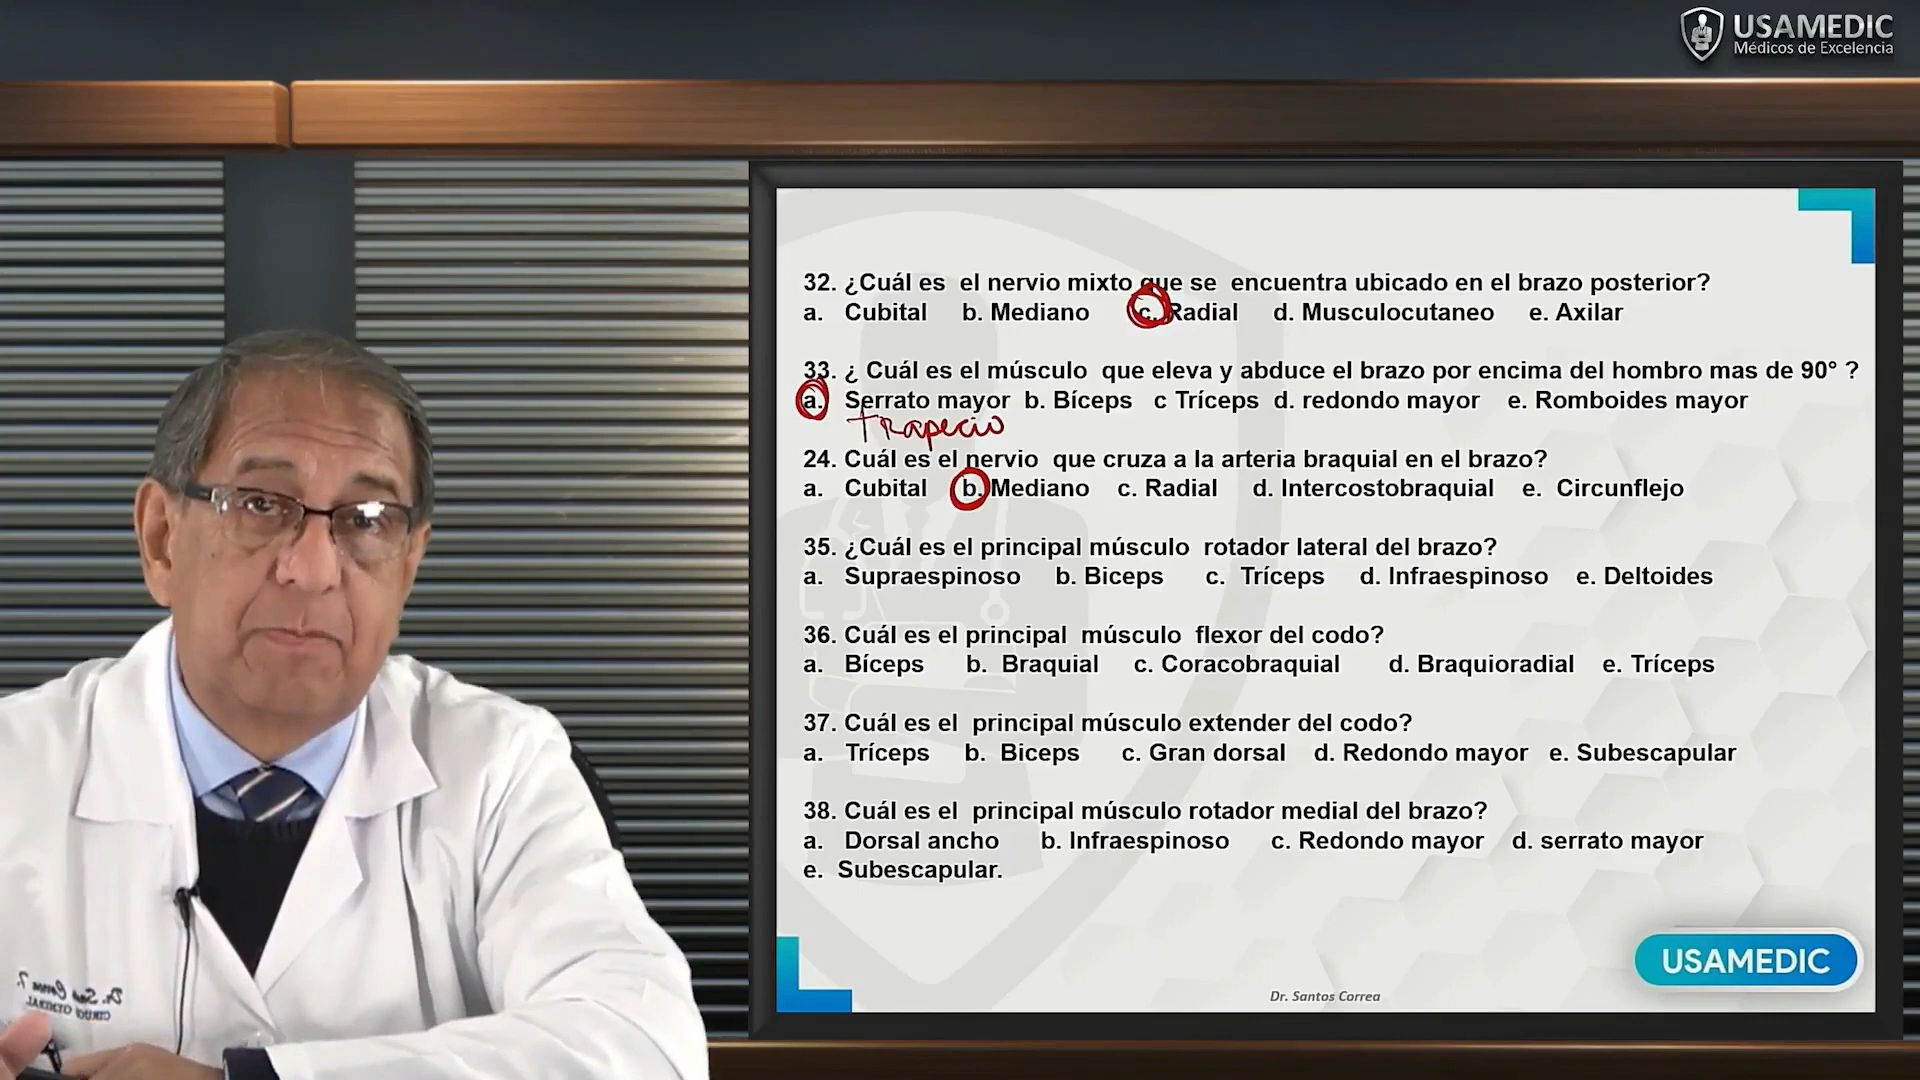 USAMEDIC
Médicos de Excelencia
32. ¿Cuál es el nervio mixto que se encuentra ubicado en el brazo posterior?
a. Cubital b. Mediano c. Radial d. Musculocutaneo e. Axilar
33. ¿ Cuál es el músculo que eleva y abduce el brazo por encima del hombro mas de 90° ?
a. Serrato mayor b. Bíceps c Tríceps d. redondo mayor e. Romboides mayor
trapecio
24. Cuál es el nervio que cruza a la arteria braquial en el brazo?
a. Cubital b. Mediano c. Radial d. Intercostobraquial e. Circunflejo
35. ¿Cuál es el principal músculo rotador lateral del brazo?
a. Supraespinoso b. Biceps c. Tríceps d. Infraespinoso e. Deltoides
36. Cuál es el principal músculo flexor del codo?
a. Bíceps b. Braquial c. Coracobraquial d. Braquioradial e. Tríceps
37. Cuál es el principal músculo extender del codo?
a. Tríceps b. Biceps c. Gran dorsal d. Redondo mayor e. Subescapular
38. Cuál es el principal músculo rotador medial del brazo?
a. Dorsal ancho b. Infraespinoso c. Redondo mayor d. serrato mayor
e. Subescapular.
USAMEDIC
Dr. Santos Correa